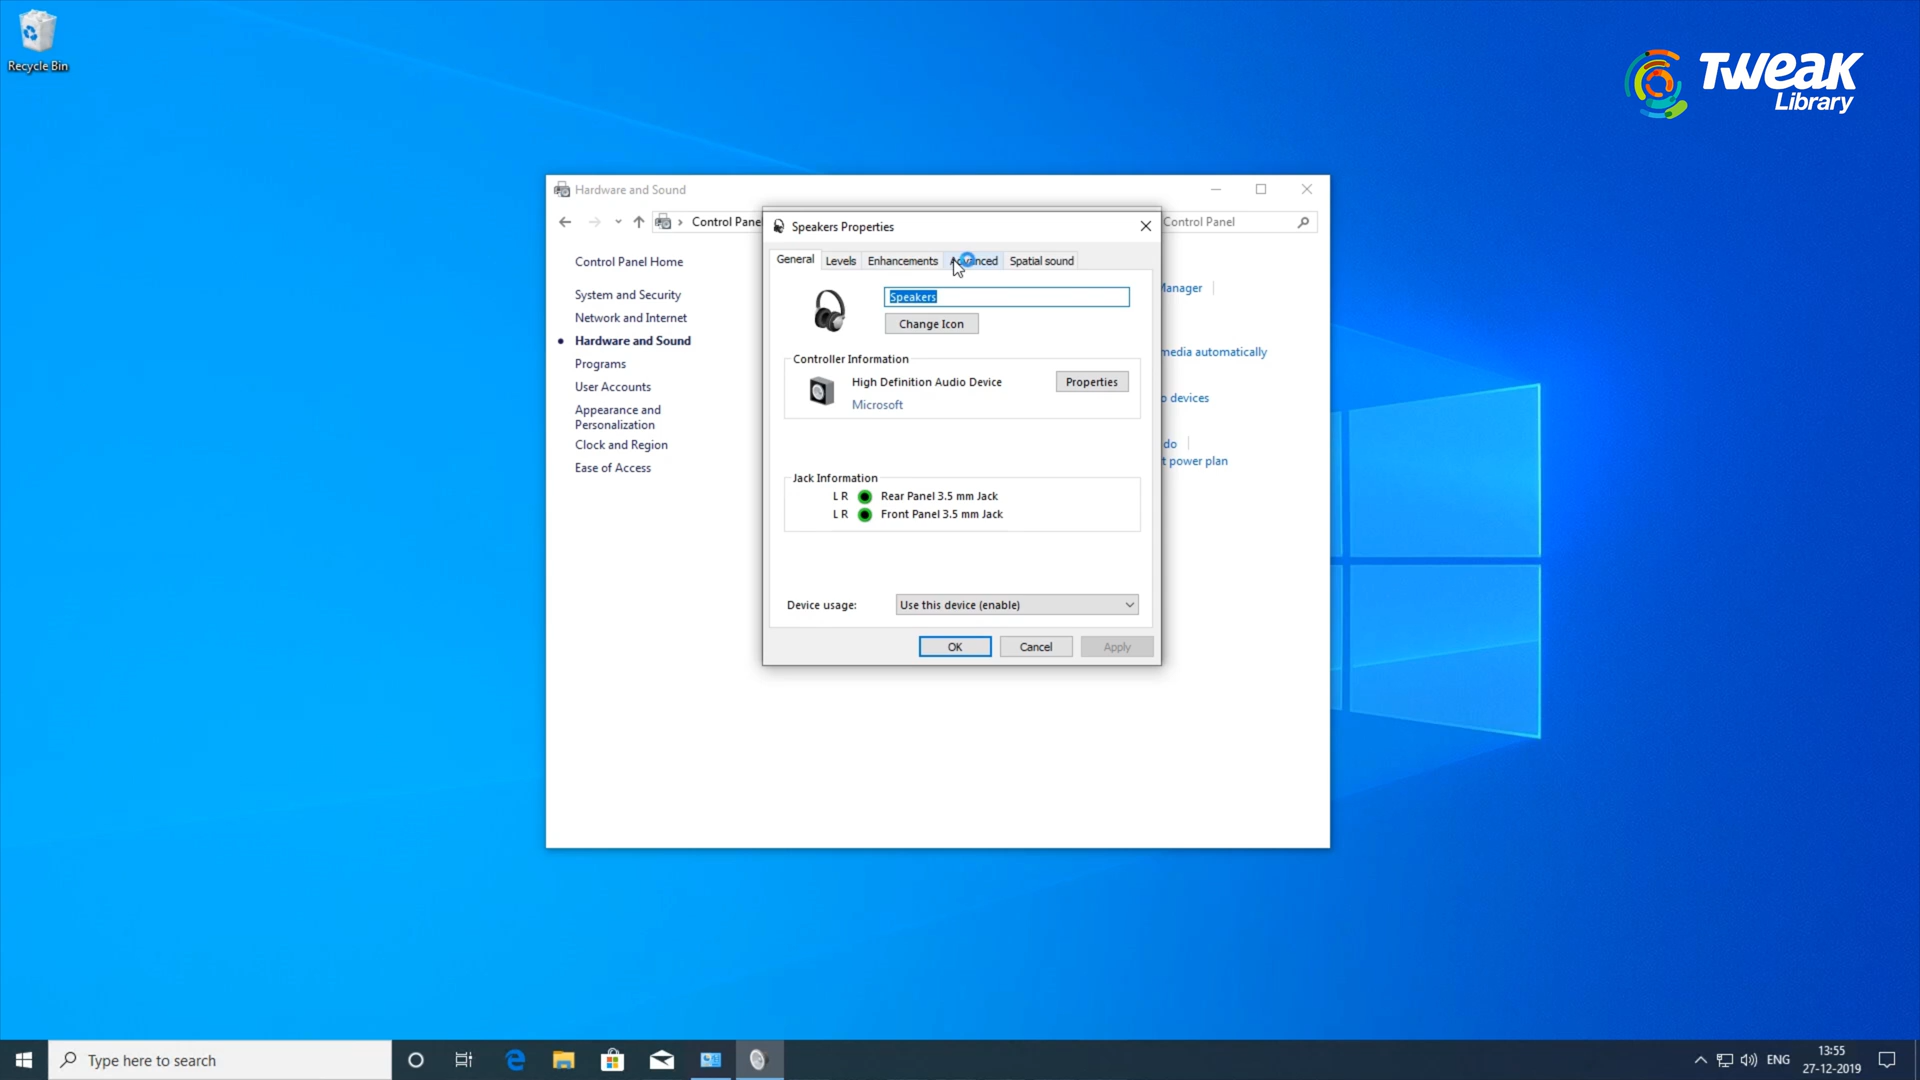 Recycle Bin
Tweak
Library
Hardware and Sound
Control Pane
Control Panel
Speakers Properties
General
Levels
Enhancements
Advanced
Spatial sound
Control Panel Home
System and Security
Network and Internet
Hardware and Sound
Programs
User Accounts
Appearance and
Personalization
Clock and Region
Ease of Access
Speakers
Change Icon
Controller Information
High Definition Audio Device
Properties
Microsoft
Jack Information
L R Rear Panel 3.5 mm Jack
L R Front Panel 3.5 mm Jack
Device usage:
Use this device (enable)
OK
Cancel
Apply
Manager
media automatically
o devices
do
t power plan
Type here to search
ENG
13:55
27-12-2019